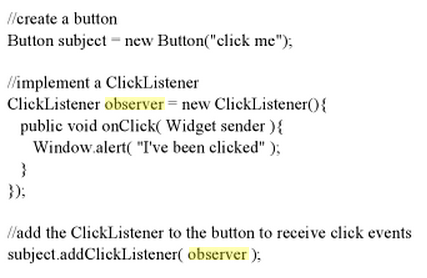 //create a button
Button subject = new Button("click me");
//implement a ClickListener
ClickListener observer = new ClickListener(){
public void onClick( Widget sender ){
Window.alert( "I've been clicked" );
}
});
//add the ClickListener to the button to receive click events
subject.addClickListener( observer );